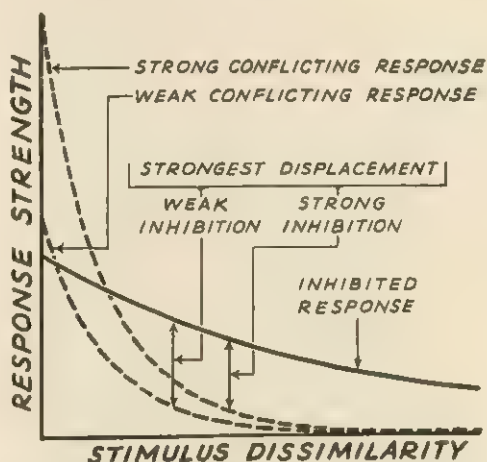 STRONG CONFLICTING RESPONSE
WEAK CONFLICTING RESPONSE
STRONGEST DISPLACEMENT
WEAK INHIBITION
STRONG INHIBITION
INHIBITED RESPONSE
RESPONSE STRENGTH
STIMULUS DISSIMILARITY